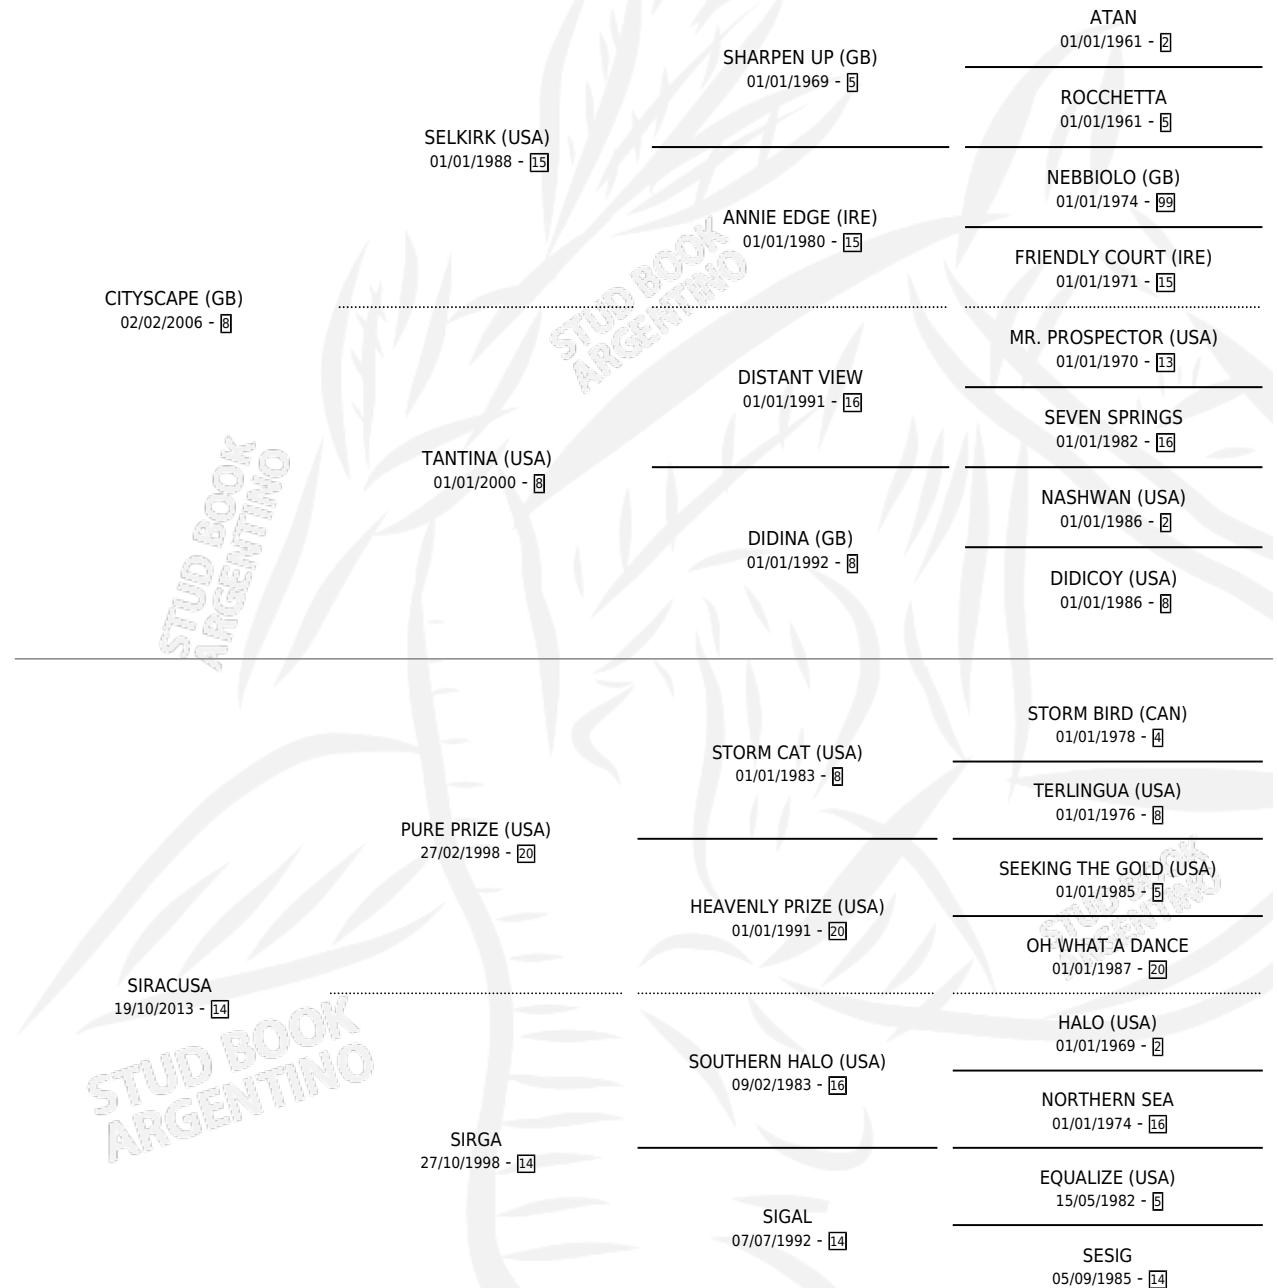 ATAN
01/01/1961 - 2
SHARPEN UP (GB)
01/01/1969 - 5
ROCCHETTA
01/01/1961 - 5
SELKIRK (USA)
01/01/1988 - 15
NEBBIOLO (GB)
01/01/1974 - 99
ANNIE EDGE (IRE)
01/01/1980 - 15
FRIENDLY COURT (IRE)
01/01/1971 - 15
CITYSCAPE (GB)
02/02/2006 - 8
STUD BOOK
ARGENTINO
MR. PROSPECTOR (USA)
01/01/1970 - 13
DISTANT VIEW
01/01/1991 - 16
SEVEN SPRINGS
01/01/1982 - 16
TANTINA (USA)
01/01/2000 - 8
NASHWAN (USA)
01/01/1986 - 2
DIDINA (GB)
01/01/1992 - 8
DIDICOY (USA)
01/01/1986 - 8
STUD BOOK
ARGENTINO
STORM BIRD (CAN)
01/01/1978 - 4
STORM CAT (USA)
01/01/1983 - 8
TERLINGUA (USA)
01/01/1976 - 8
PURE PRIZE (USA)
27/02/1998 - 20
SEEKING THE GOLD (USA)
01/01/1985 - 5
HEAVENLY PRIZE (USA)
01/01/1991 - 20
STUD BOOK
ARGENTINO
OH WHAT A DANCE
01/01/1987 - 20
SIRACUSA
19/10/2013 - 14
HALO (USA)
01/01/1969 - 2
SOUTHERN HALO (USA)
09/02/1983 - 16
STUD BOOK
ARGENTINO
NORTHERN SEA
01/01/1974 - 16
SIRGA
27/10/1998 - 14
EQUALIZE (USA)
15/05/1982 - 5
SIGAL
07/07/1992 - 14
SESIG
05/09/1985 - 14